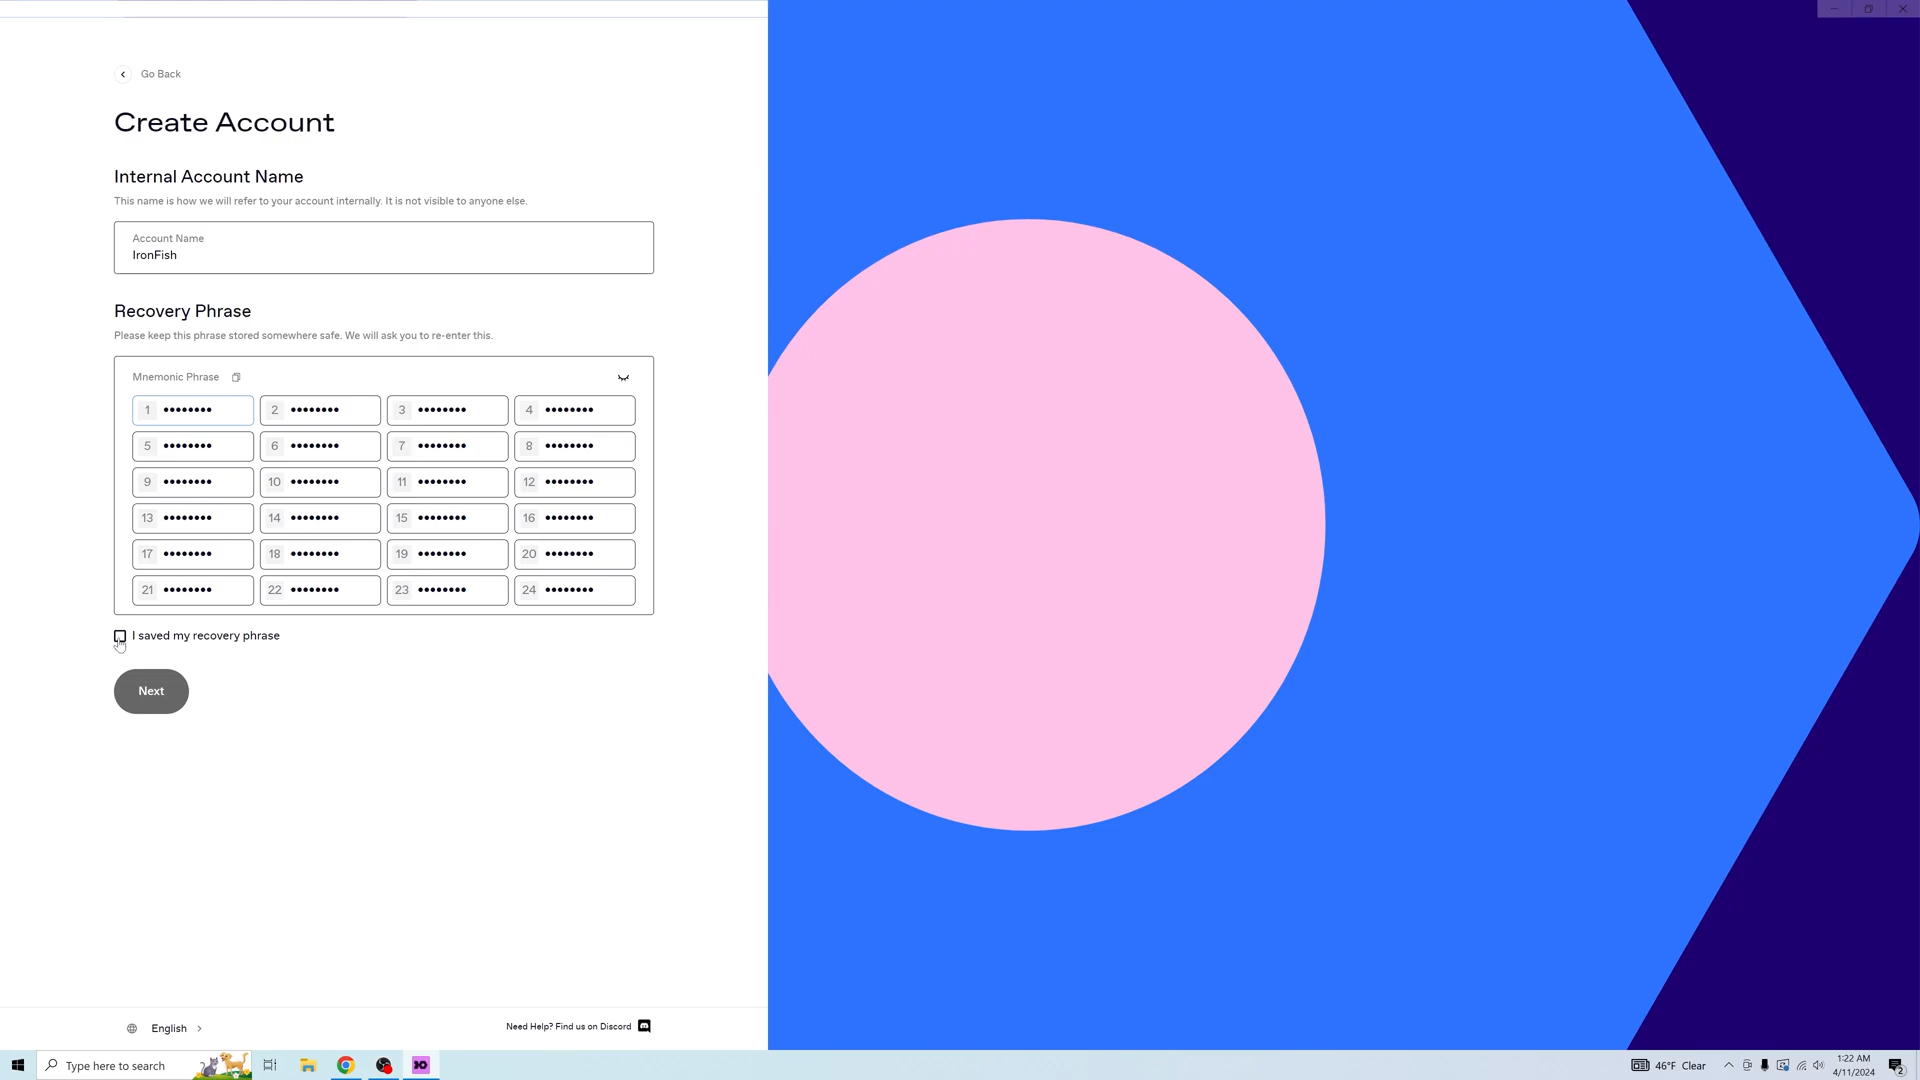 Go Back
Create Account
Internal Account Name
This name is how we will refer to your account internally. It is not visible to anyone else.
Account Name
IronFish
Recovery Phrase
Please keep this phrase stored somewhere safe. We will ask you to re-enter this.
Mnemonic Phrase
1 •••••••• 2 •••••••• 3 •••••••• 4 ••••••••
5 •••••••• 6 •••••••• 7 •••••••• 8 ••••••••
9 •••••••• 10 •••••••• 11 •••••••• 12 ••••••••
13 •••••••• 14 •••••••• 15 •••••••• 16 ••••••••
17 •••••••• 18 •••••••• 19 •••••••• 20 ••••••••
21 •••••••• 22 •••••••• 23 •••••••• 24 ••••••••
I saved my recovery phrase
Next
English
Need Help? Find us on Discord
Type here to search
46°F Clear
1:22 AM
4/11/2024
2